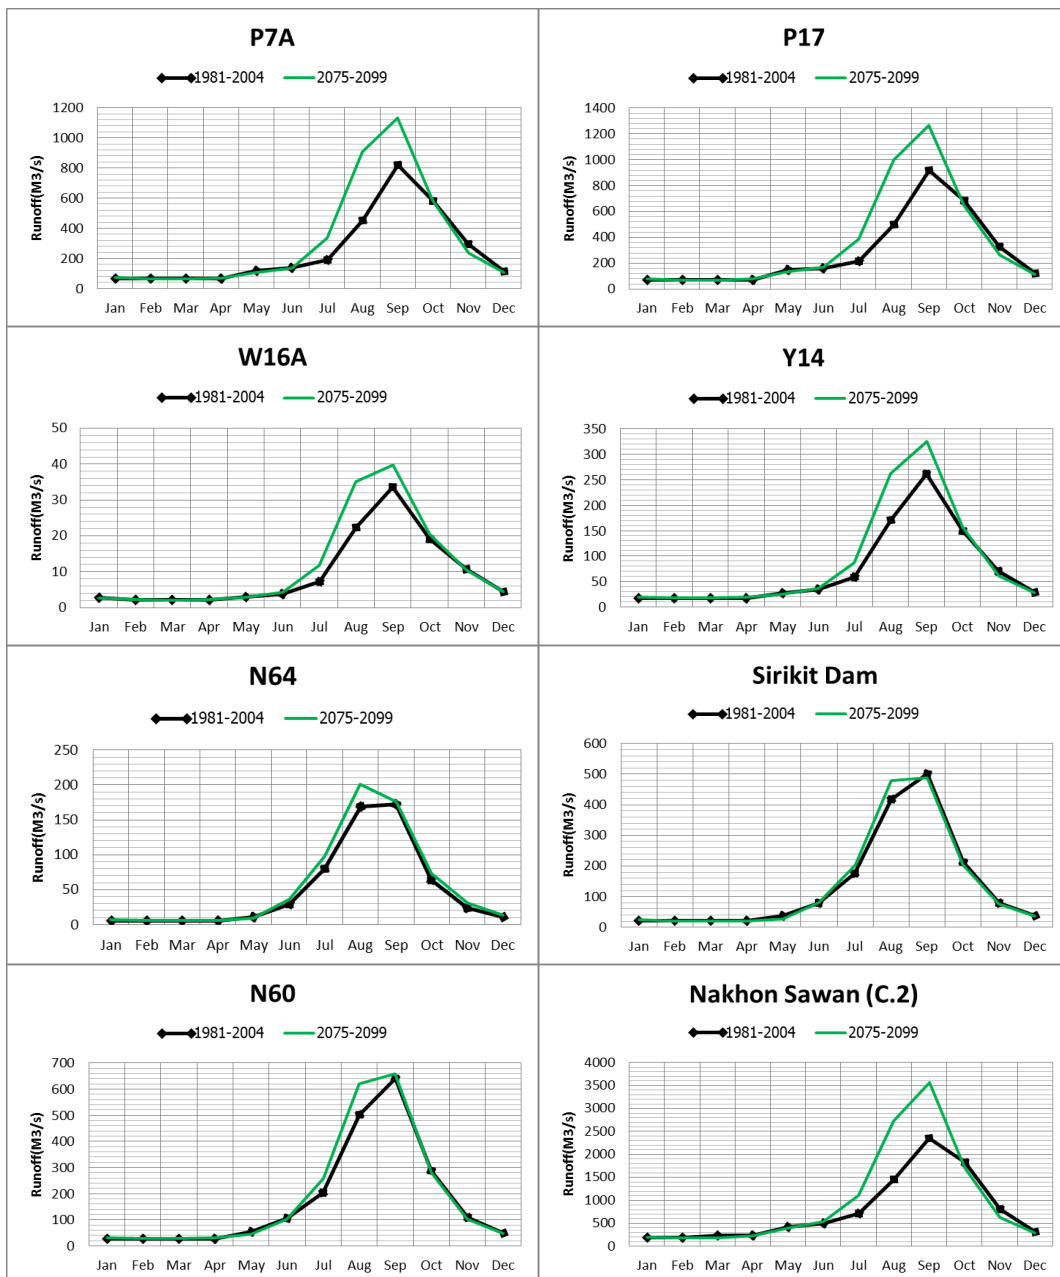 P7A
1981-2004 2075-2099
Runoff(M3/s)
1200
1000
800
600
400
200
0
Jan Feb Mar Apr May Jun Jul Aug Sep Oct Nov Dec
P17
1981-2004 2075-2099
Runoff(M3/s)
1400
1200
1000
800
600
400
200
0
Jan Feb Mar Apr May Jun Jul Aug Sep Oct Nov Dec
W16A
1981-2004 2075-2099
Runoff(M3/s)
50
40
30
20
10
0
Jan Feb Mar Apr May Jun Jul Aug Sep Oct Nov Dec
Y14
1981-2004 2075-2099
Runoff(M3/s)
350
300
250
200
150
100
50
0
Jan Feb Mar Apr May Jun Jul Aug Sep Oct Nov Dec
N64
1981-2004 2075-2099
Runoff(M3/s)
250
200
150
100
50
0
Jan Feb Mar Apr May Jun Jul Aug Sep Oct Nov Dec
Sirikit Dam
1981-2004 2075-2099
Runoff(M3/s)
600
500
400
300
200
100
0
Jan Feb Mar Apr May Jun Jul Aug Sep Oct Nov Dec
N60
1981-2004 2075-2099
Runoff(M3/s)
700
600
500
400
300
200
100
0
Jan Feb Mar Apr May Jun Jul Aug Sep Oct Nov Dec
Nakhon Sawan (C.2)
1981-2004 2075-2099
Runoff(M3/s)
4000
3500
3000
2500
2000
1500
1000
500
0
Jan Feb Mar Apr May Jun Jul Aug Sep Oct Nov Dec